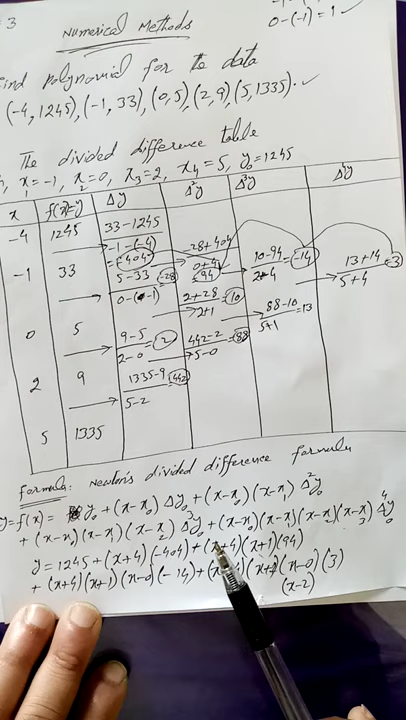 = 3
0-(-1) = 1 ✓
Numerical Methods
find polynomial for the data
(-4, 1245), (-1, 33), (0, 5), (2, 9), (5, 1335). ✓
The divided difference table
x₁=-1, x₂=0, x₃=2, x₄=5, y₀=1245
x f(x)=y Δy Δ²y Δ³y Δ⁴y
-4 1245 33-1245
-1-(-4) = -404 -28+404
0+4 = 94 10-94
2+4 = -14 13+14
5+4 = 3
-1 33 5-33
0-(-1) = -28 2+28
2+1 = 10 88-10
5+1 = 13
0 5 9-5
2-0 = 2 442-2
5-0 = 88
2 9 1335-9
5-2 = 442
5 1335
formula: Newton's divided difference formula
y=f(x) = y₀ + (x-x₀) Δy₀ + (x-x₀)(x-x₁) Δ²y₀
+ (x-x₀)(x-x₁)(x-x₂) Δ³y₀ + (x-x₀)(x-x₁)(x-x₂)(x-x₃) Δ⁴y₀
y = 1245 + (x+4)(-404) + (x+4)(x+1)(94)
+ (x+4)(x+1)(x-0)(-14) + (x+4)(x+1)(x-0)(3)
(x-2)